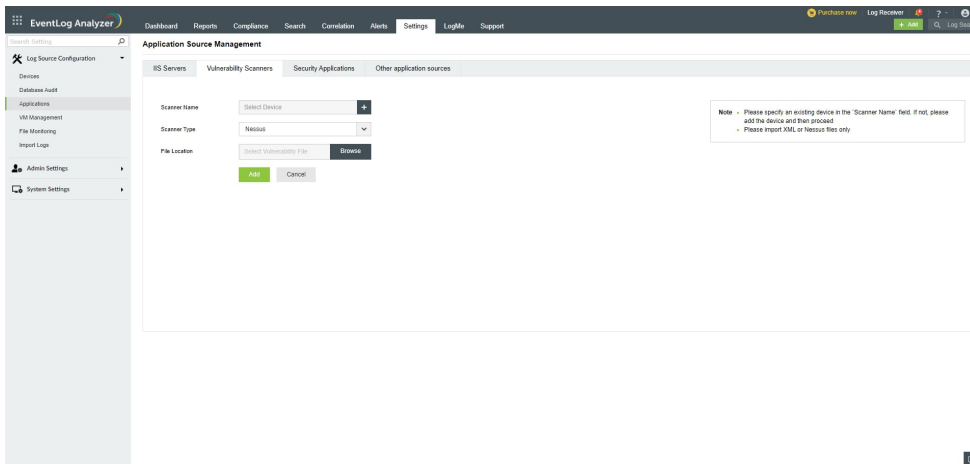 EventLog Analyzer
Purchase now Log Receiver ?
Dashboard Reports Compliance Search Correlation Alerts Settings LogMe Support
+ Add Log Sea
Search Setting
Application Source Management
Log Source Configuration
Devices
Database Audit
Applications
VM Management
File Monitoring
Import Logs
Admin Settings
System Settings
IIS Servers Vulnerability Scanners Security Applications Other application sources
Scanner Name Select Device +
Scanner Type Nessus
File Location Select Vulnerability File Browse
Add Cancel
Note • Please specify an existing device in the 'Scanner Name' field. If not, please
add the device and then proceed
• Please import XML or Nessus files only